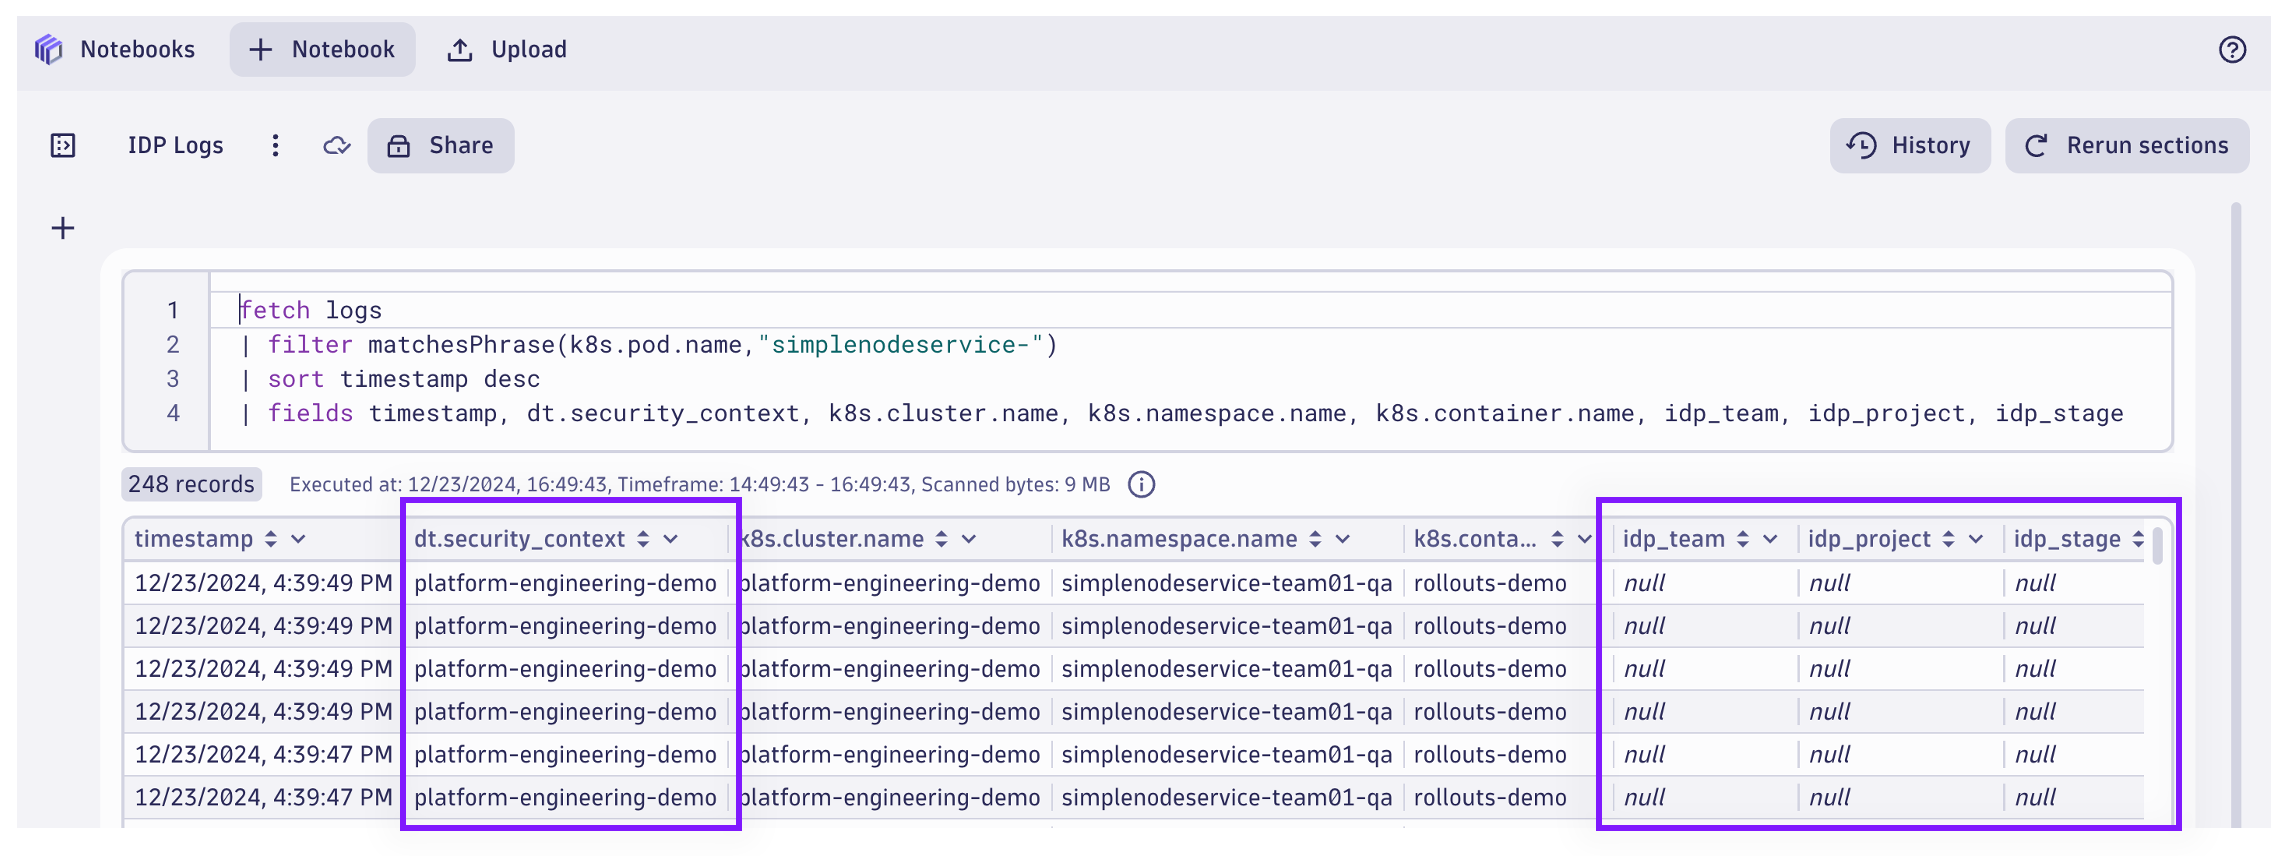 Notebooks
Notebook
Upload
IDP Logs
Share
History
Rerun sections
1 fetch logs
2 | filter matchesPhrase(k8s.pod.name,"simplenodeservice-")
3 | sort timestamp desc
4 | fields timestamp, dt.security_context, k8s.cluster.name, k8s.namespace.name, k8s.container.name, idp_team, idp_project, idp_stage
248 records Executed at: 12/23/2024, 16:49:43, Timeframe: 14:49:43 - 16:49:43, Scanned bytes: 9 MB
timestamp dt.security_context k8s.cluster.name k8s.namespace.name k8s.conta... idp_team idp_project idp_stage
12/23/2024, 4:39:49 PM platform-engineering-demo platform-engineering-demo simplenodeservice-team01-qa rollouts-demo null null null
12/23/2024, 4:39:49 PM platform-engineering-demo platform-engineering-demo simplenodeservice-team01-qa rollouts-demo null null null
12/23/2024, 4:39:49 PM platform-engineering-demo platform-engineering-demo simplenodeservice-team01-qa rollouts-demo null null null
12/23/2024, 4:39:49 PM platform-engineering-demo platform-engineering-demo simplenodeservice-team01-qa rollouts-demo null null null
12/23/2024, 4:39:47 PM platform-engineering-demo platform-engineering-demo simplenodeservice-team01-qa rollouts-demo null null null
12/23/2024, 4:39:47 PM platform-engineering-demo platform-engineering-demo simplenodeservice-team01-qa rollouts-demo null null null